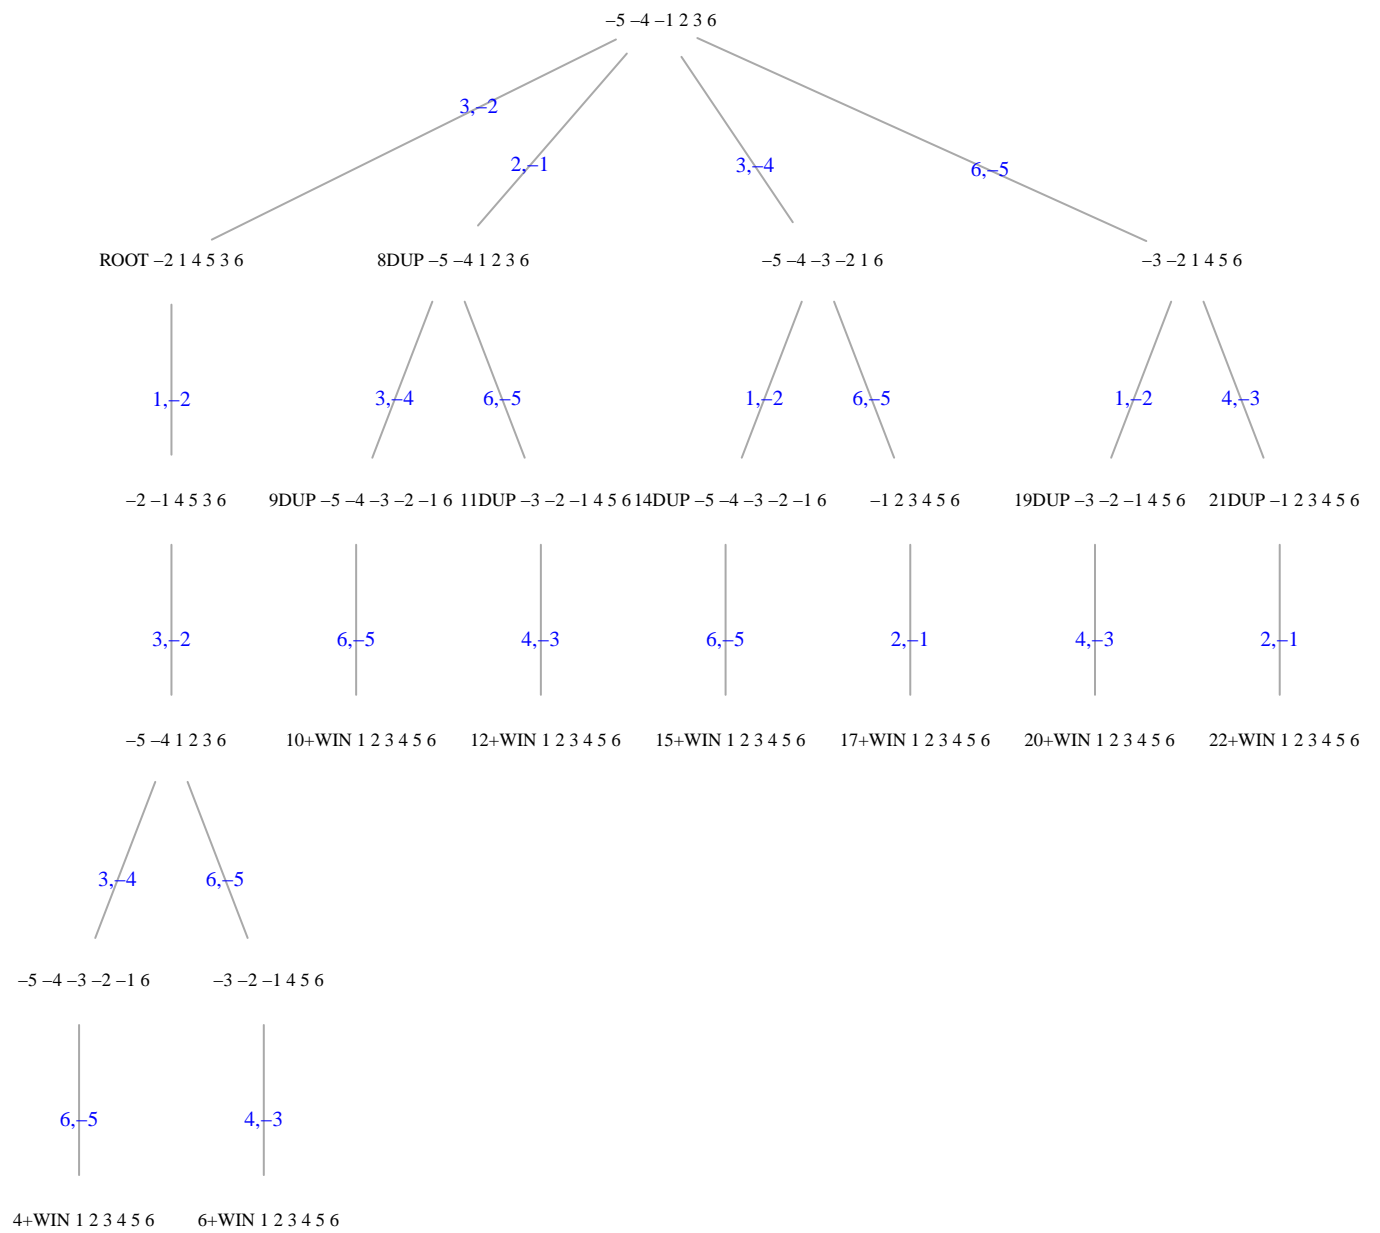 –5 –4 –1 2 3 6
3,–2
2,–1
3,–4
6,–5
ROOT –2 1 4 5 3 6
8DUP –5 –4 1 2 3 6
–5 –4 –3 –2 1 6
–3 –2 1 4 5 6
1,–2
3,–4
6,–5
1,–2
6,–5
1,–2
4,–3
–2 –1 4 5 3 6
9DUP –5 –4 –3 –2 –1 6
11DUP –3 –2 –1 4 5 6
14DUP –5 –4 –3 –2 –1 6
–1 2 3 4 5 6
19DUP –3 –2 –1 4 5 6
21DUP –1 2 3 4 5 6
3,–2
6,–5
4,–3
6,–5
2,–1
4,–3
2,–1
–5 –4 1 2 3 6
10+WIN 1 2 3 4 5 6
12+WIN 1 2 3 4 5 6
15+WIN 1 2 3 4 5 6
17+WIN 1 2 3 4 5 6
20+WIN 1 2 3 4 5 6
22+WIN 1 2 3 4 5 6
3,–4
6,–5
–5 –4 –3 –2 –1 6
–3 –2 –1 4 5 6
6,–5
4,–3
4+WIN 1 2 3 4 5 6
6+WIN 1 2 3 4 5 6